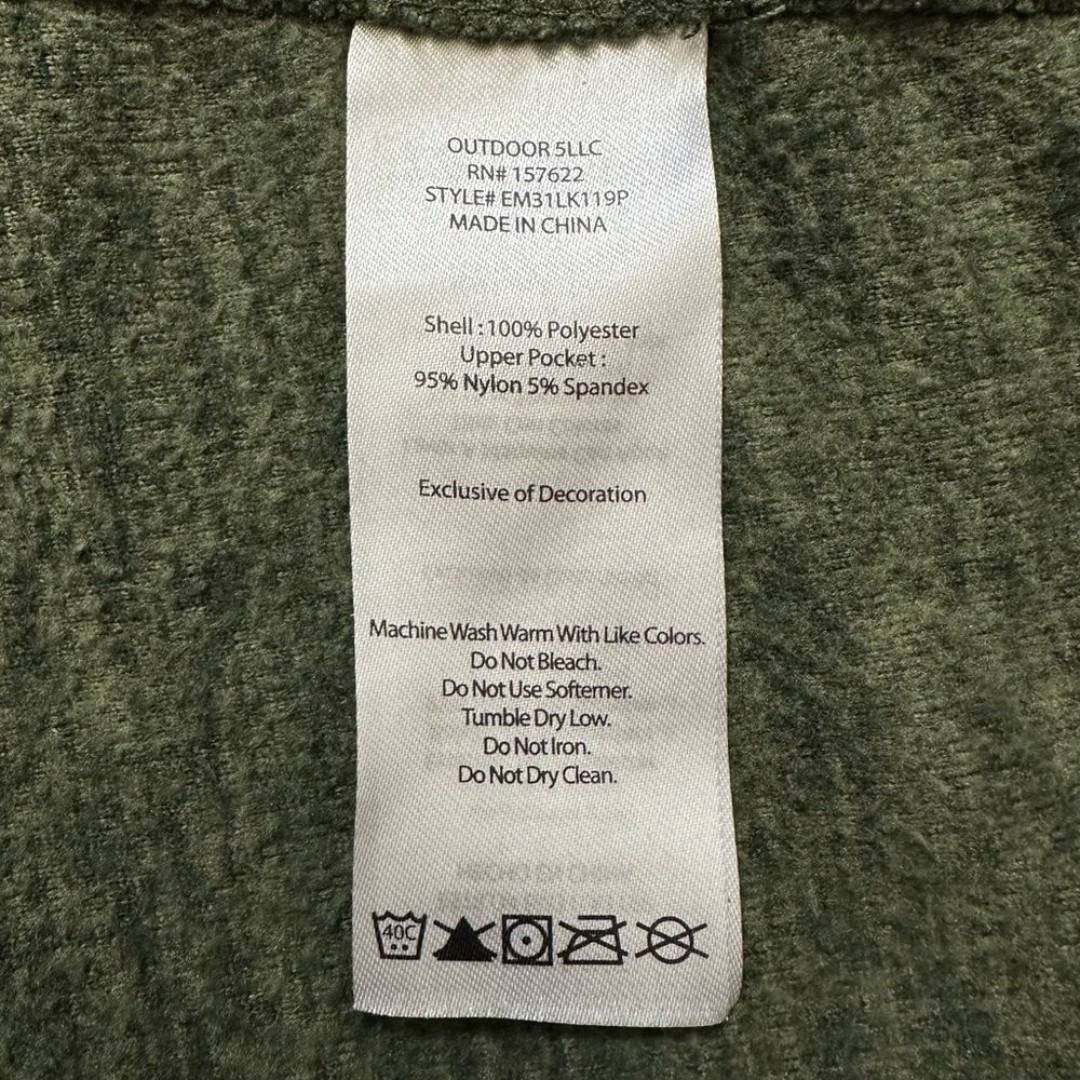 OUTDOOR 5LLC
RN# 157622
STYLE# EM31LK119P
MADE IN CHINA
Shell : 100% Polyester
Upper Pocket :
95% Nylon 5% Spandex
Exclusive of Decoration
Machine Wash Warm With Like Colors.
Do Not Bleach.
Do Not Use Softerner.
Tumble Dry Low.
Do Not Iron.
Do Not Dry Clean.
40C